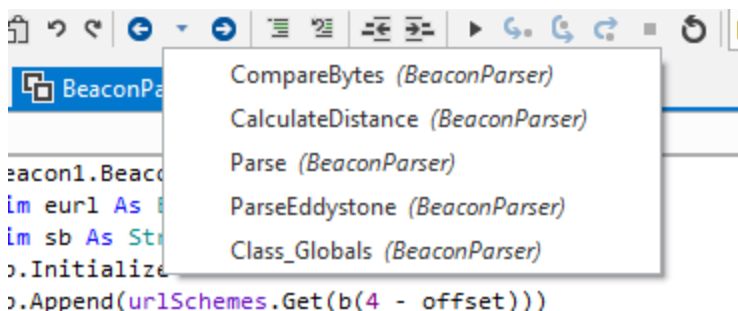 CompareBytes (BeaconParser)
BeaconPa
CalculateDistance (BeaconParser)
Parse (BeaconParser)
ParseEddystone (BeaconParser)
Class_Globals (BeaconParser)
eacon1.Beaco
im eurl As
im sb As Str
.Initialize
.Append(urlSchemes.Get(b(4 - offset)))